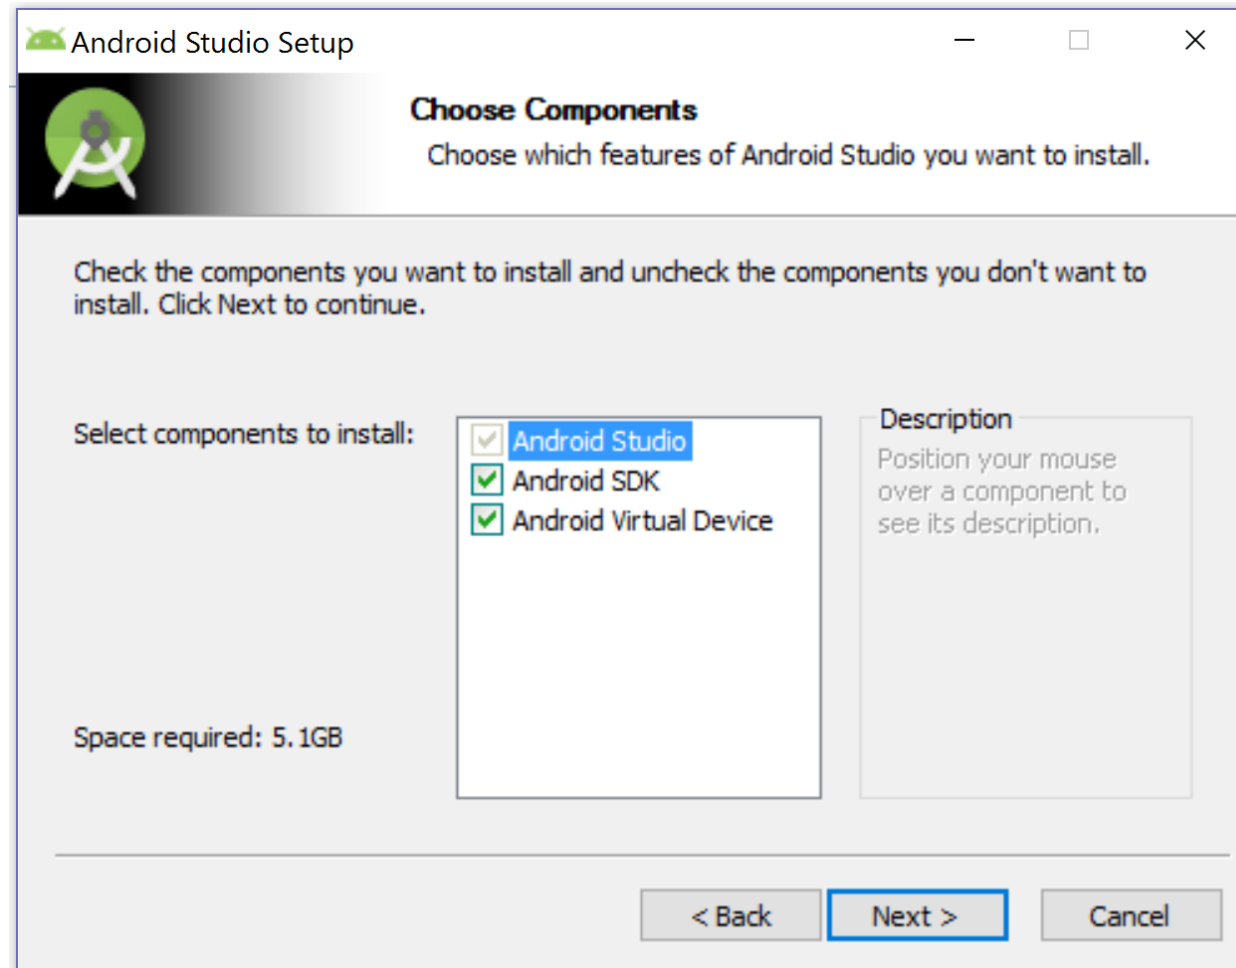 Android Studio Setup
Choose Components
Choose which features of Android Studio you want to install.
Check the components you want to install and uncheck the components you don't want to
install. Click Next to continue.
Select components to install:
Android Studio
Android SDK
Android Virtual Device
Description
Position your mouse
over a component to
see its description.
Space required: 5.1GB
< Back
Next >
Cancel